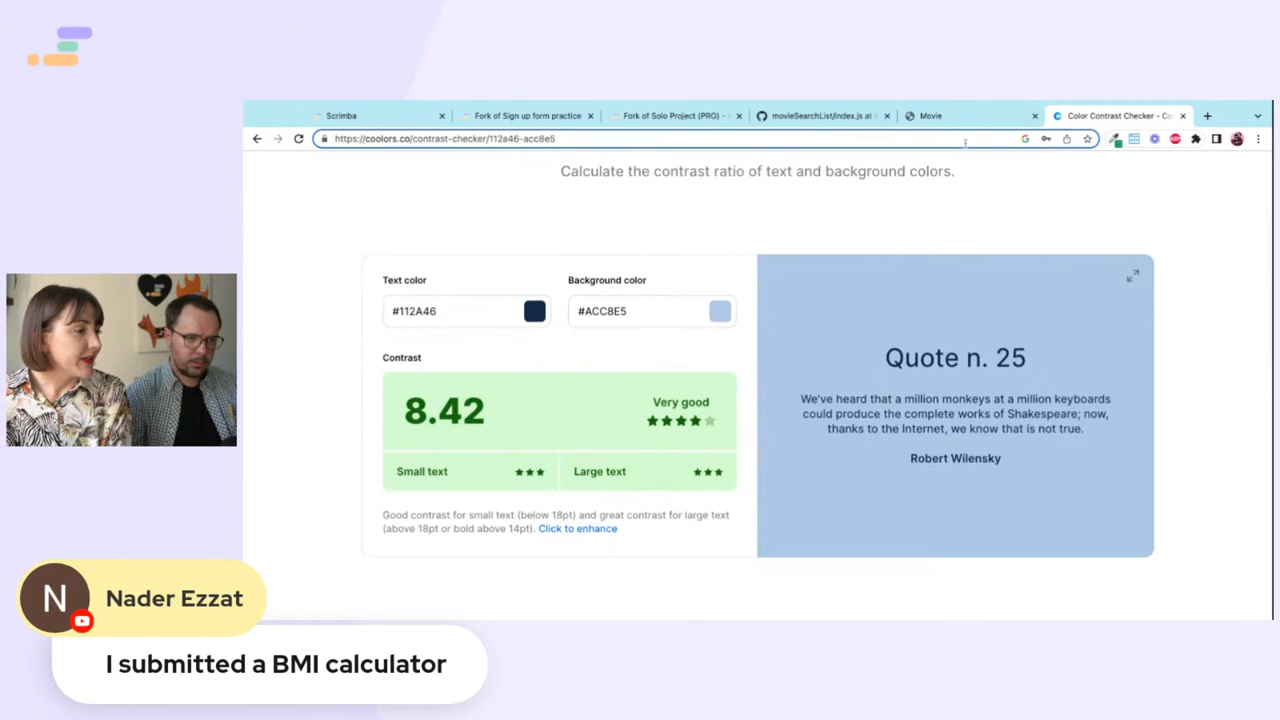 Scrimba
Fork of Sign up form practice
Fork of Solo Project (PRO) -
movieSearchList/index.js at
Movie
Color Contrast Checker - Co
https://coolors.co/contrast-checker/112a46-acc8e5
Calculate the contrast ratio of text and background colors.
Text color
Background color
#112A46
#ACC8E5
Contrast
8.42
Very good
Small text
Large text
Good contrast for small text (below 18pt) and great contrast for large text
(above 18pt or bold above 14pt). Click to enhance
Quote n. 25
We've heard that a million monkeys at a million keyboards
could produce the complete works of Shakespeare; now,
thanks to the Internet, we know that is not true.
Robert Wilensky
N
Nader Ezzat
I submitted a BMI calculator